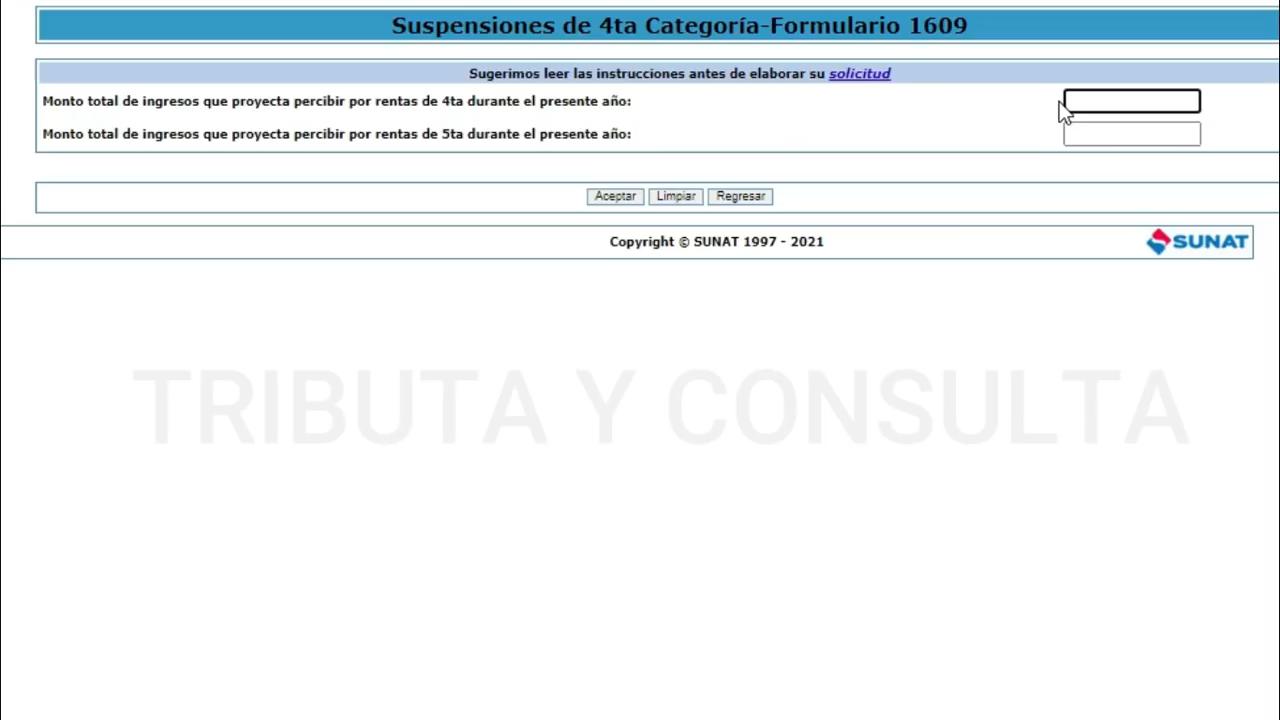 Suspensiones de 4ta Categoría-Formulario 1609
Sugerimos leer las instrucciones antes de elaborar su solicitud
Monto total de ingresos que proyecta percibir por rentas de 4ta durante el presente año:
Monto total de ingresos que proyecta percibir por rentas de 5ta durante el presente año:
Aceptar Limpiar Regresar
Copyright © SUNAT 1997 - 2021
SUNAT
TRIBUTA Y CONSULTA